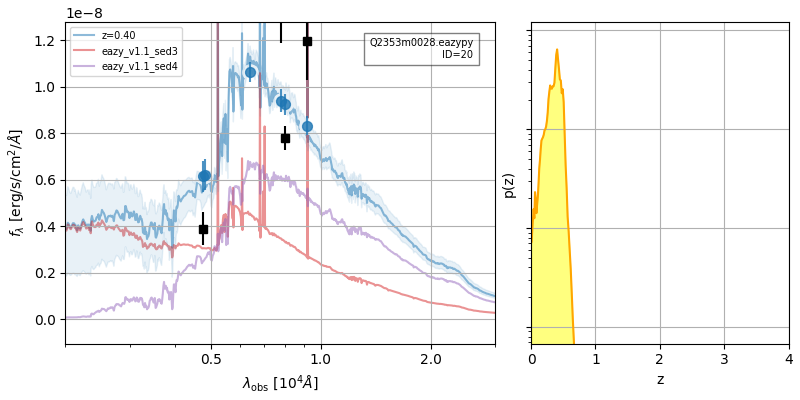 1e−8
z=0.40
eazy_v1.1_sed3
eazy_v1.1_sed4
Q2353m0028.eazypy
ID=20
1.2
1.0
0.8
0.6
0.4
0.2
0.0
f_λ [erg/s/cm²/Å]
0.5
1.0
2.0
λ_obs [10⁴Å]
p(z)
0
1
2
3
4
z